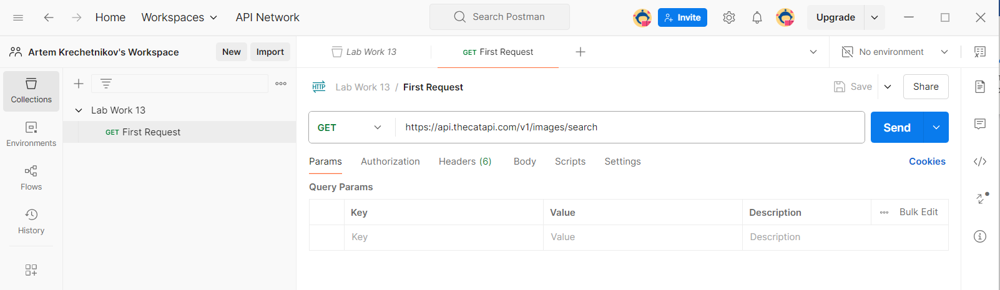 Home Workspaces API Network Search Postman Invite Upgrade
Artem Krechetnikov's Workspace New Import Lab Work 13 GET First Request No environment
Collections
Environments
Flows
History
Lab Work 13
GET First Request
HTTP Lab Work 13 / First Request Save Share
GET https://api.thecatapi.com/v1/images/search Send
Params Authorization Headers (6) Body Scripts Settings Cookies
Query Params
Key Value Description Bulk Edit
Key Value Description